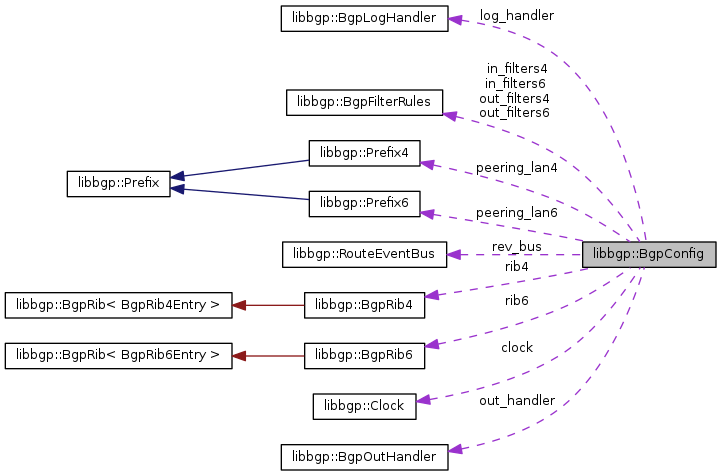 libbgp::BgpLogHandler
log_handler
in_filters4
in_filters6
out_filters4
out_filters6
libbgp::BgpFilterRules
libbgp::Prefix4
peering_lan4
libbgp::Prefix
libbgp::Prefix6
peering_lan6
libbgp::RouteEventBus
rev_bus
libbgp::BgpConfig
rib4
libbgp::BgpRib< BgpRib4Entry >
libbgp::BgpRib4
rib6
libbgp::BgpRib< BgpRib6Entry >
libbgp::BgpRib6
clock
libbgp::Clock
out_handler
libbgp::BgpOutHandler